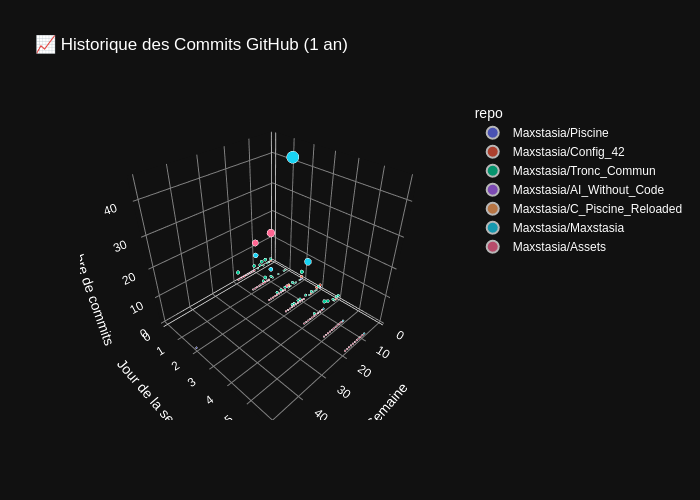 📈 Historique des Commits GitHub (1 an)
repo
Maxstasia/Piscine
Maxstasia/Config_42
Maxstasia/Tronc_Commun
Maxstasia/AI_Without_Code
Maxstasia/C_Piscine_Reloaded
Maxstasia/Maxstasia
Maxstasia/Assets
40
30
20
10
0
de commits
0
1
2
3
4
5
Jour de la
0
10
20
30
40